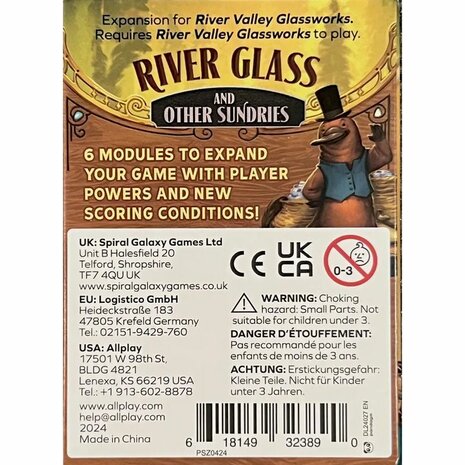 Expansion for River Valley Glassworks.
Requires River Valley Glassworks to play.
RIVER GLASS
AND
OTHER SUNDRIES
6 MODULES TO EXPAND
YOUR GAME WITH PLAYER
POWERS AND NEW
SCORING CONDITIONS!
UK: Spiral Galaxy Games Ltd
Unit B Halesfield 20
Telford, Shropshire,
TF7 4QU UK
www.spiralgalaxygames.co.uk
EU: Logistico GmbH
Heideckstraße 183
47805 Krefeld Germany
Tel.: 02151-9429-760
USA: Allplay
17501 W 98th St,
BLDG 4821
Lenexa, KS 66219 USA
Tel. +1 913-602-8878
www.allplay.com
help@allplay.com
2024
Made in China
CE UK CA 0-3
WARNING: Choking
hazard: Small Parts. Not
suitable for children under 3.
DANGER D'ÉTOUFFEMENT:
Pas recommandé pour les
enfants de moins de 3 ans.
ACHTUNG: Erstickungsgefahr:
Kleine Teile. Nicht für Kinder
unter 3 Jahren.
6 18149 32389 0
PSZ0424
DL24027 EN